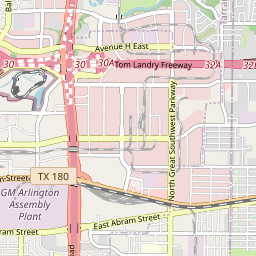 Avenue H East
Tom Landry Freeway
30
30
30A
32A
North Great Southwest Parkway
Street
TX 180
GM Arlington
Assembly
Plant
East Abram Street